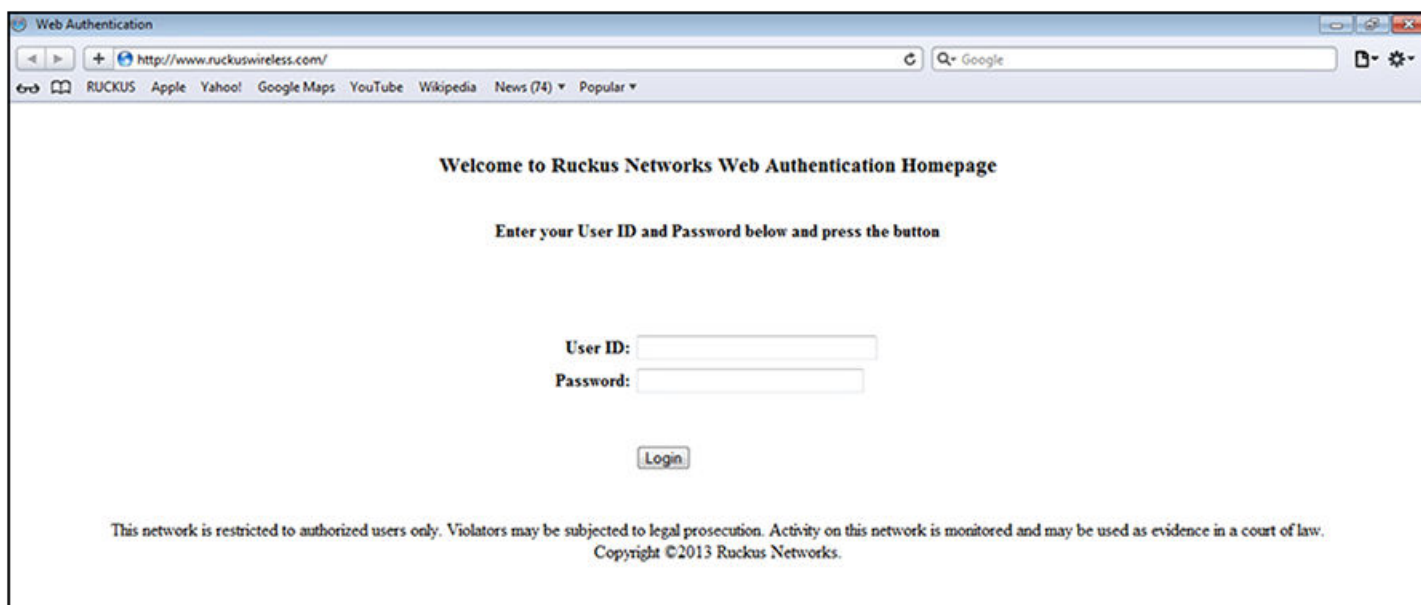 Web Authentication
http://www.ruckuswireless.com/
Google
RUCKUS Apple Yahoo! Google Maps YouTube Wikipedia News (74) ▾ Popular ▾
Welcome to Ruckus Networks Web Authentication Homepage
Enter your User ID and Password below and press the button
User ID:
Password:
Login
This network is restricted to authorized users only. Violators may be subjected to legal prosecution. Activity on this network is monitored and may be used as evidence in a court of law.
Copyright ©2013 Ruckus Networks.